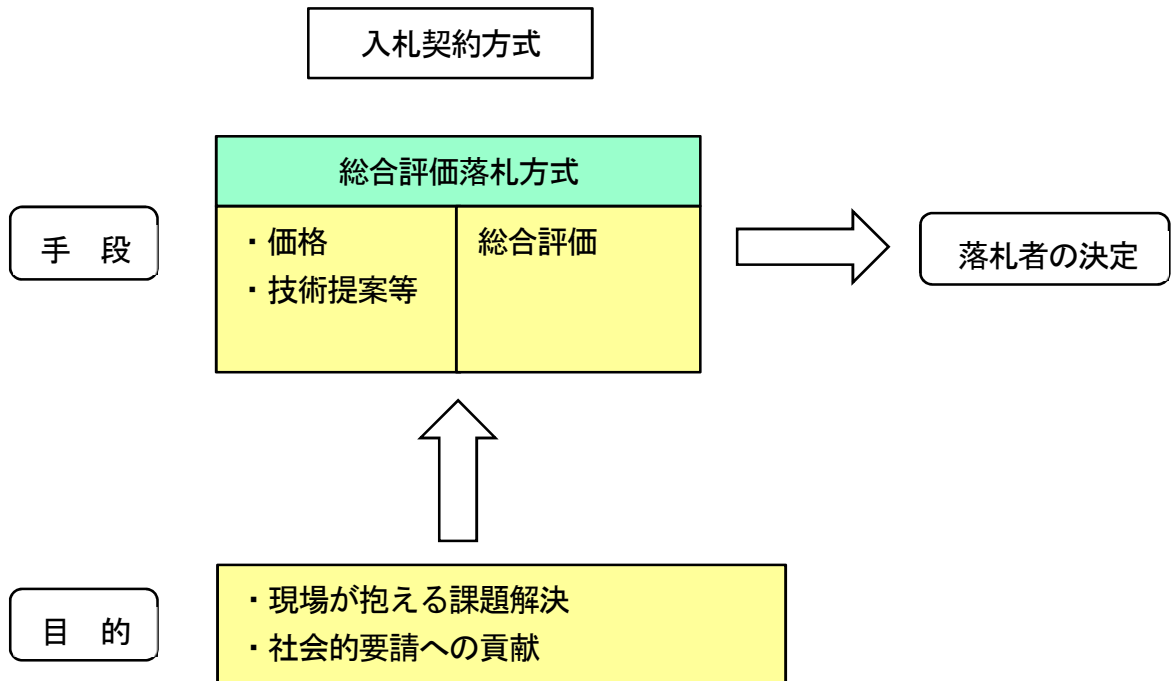 入札契約方式
総合評価落札方式
手　段
・価格
・技術提案等
総合評価
落札者の決定
目　的
・現場が抱える課題解決
・社会的要請への貢献